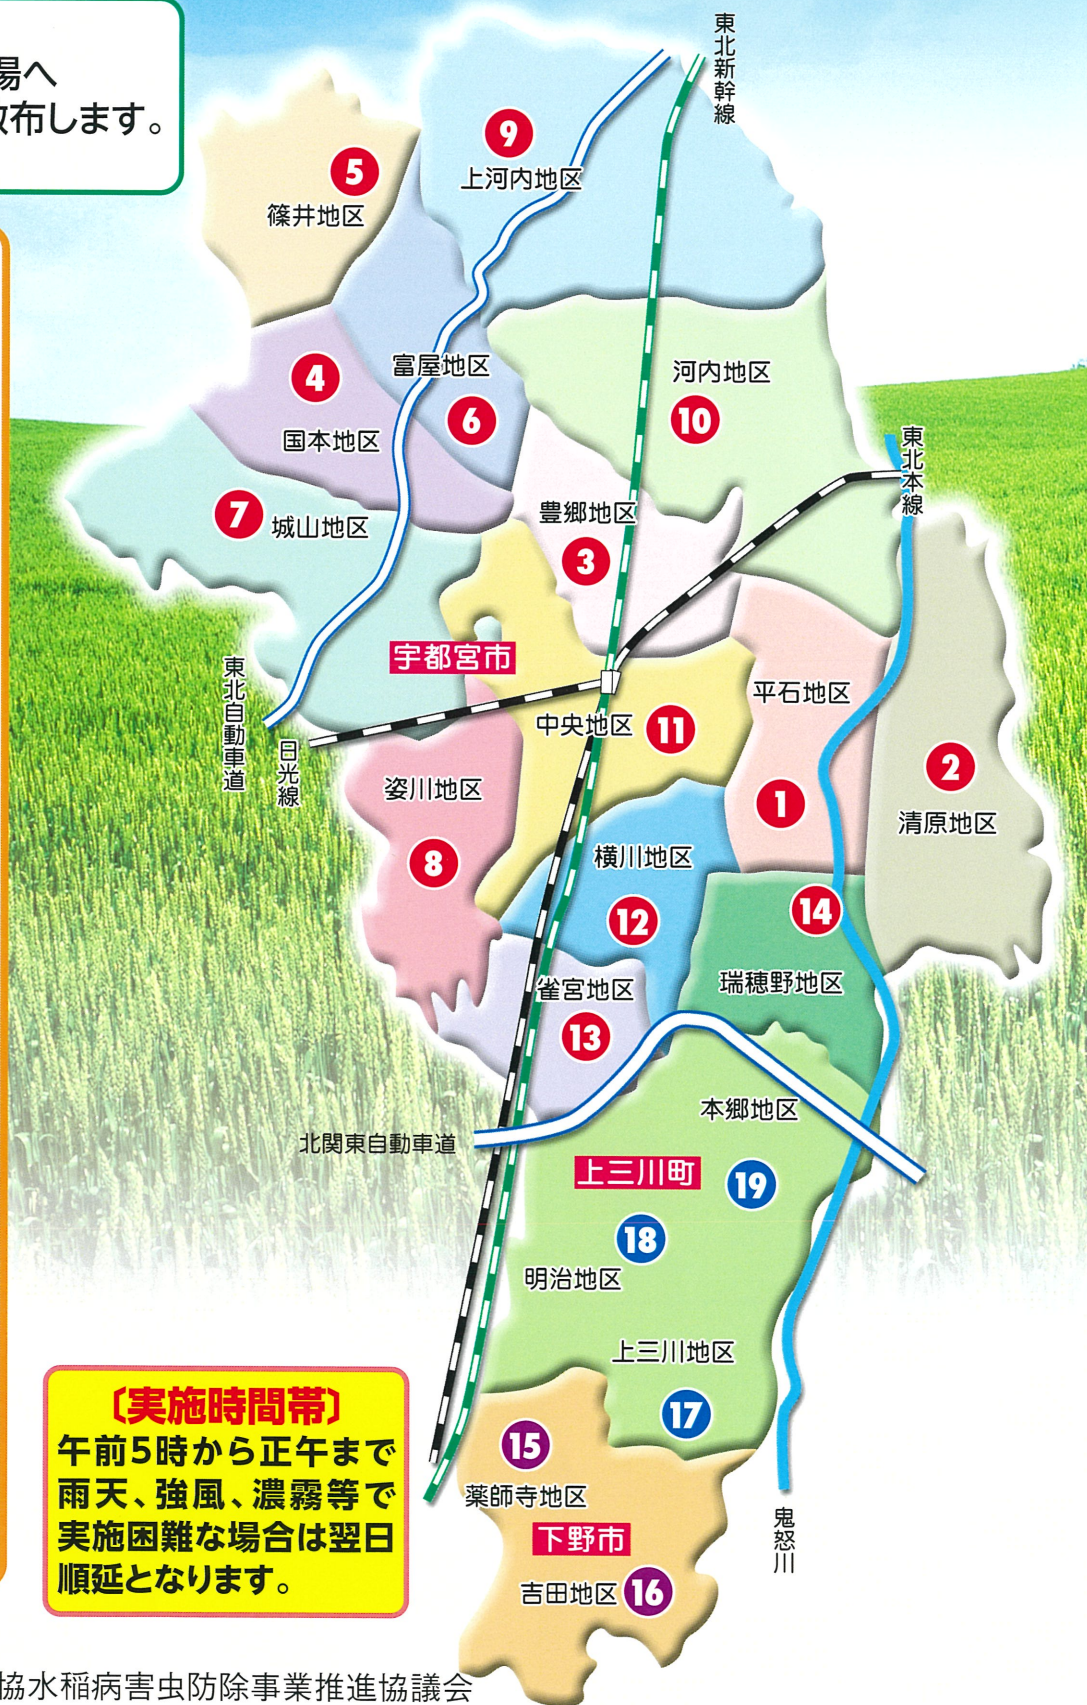 場へ
散布します。
東北新幹線
9
上河内地区
5
篠井地区
富屋地区
6
4
国本地区
河内地区
10
東北本線
7
城山地区
豊郷地区
3
宇都宮市
東北自動車道
日光線
中央地区
11
平石地区
1
2
清原地区
姿川地区
8
横川地区
12
14
瑞穂野地区
雀宮地区
13
北関東自動車道
本郷地区
上三川町
19
18
明治地区
上三川地区
17
15
薬師寺地区
下野市
吉田地区
16
鬼怒川
〔実施時間帯〕
午前5時から正午まで
雨天、強風、濃霧等で
実施困難な場合は翌日
順延となります。
協水稲病害虫防除事業推進協議会